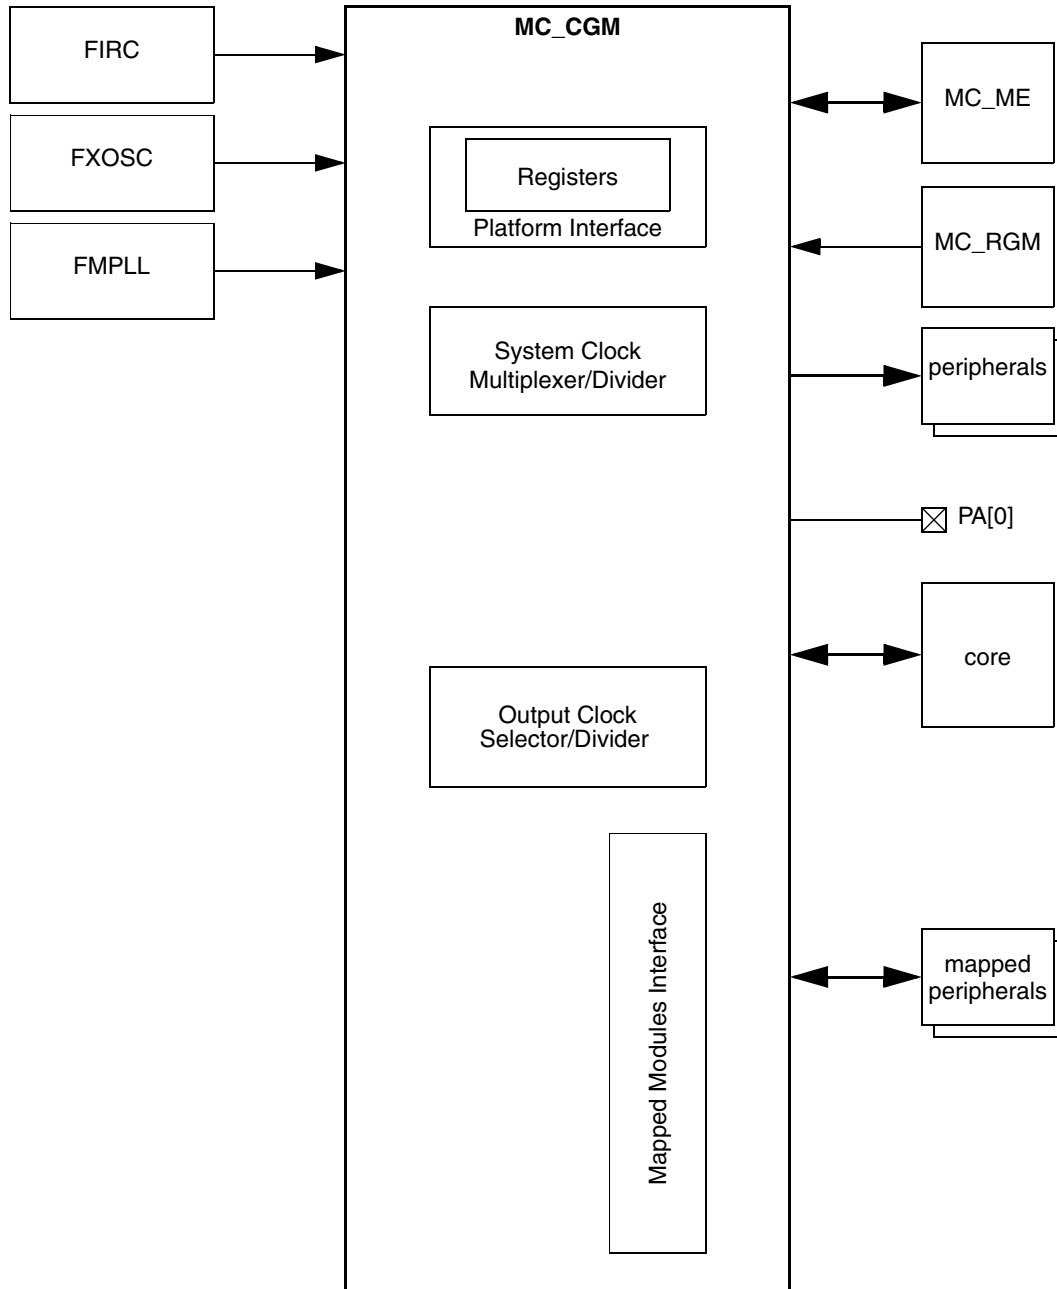 MC_CGM
FIRC
FXOSC
FMPLL
Registers
Platform Interface
System Clock
Multiplexer/Divider
Output Clock
Selector/Divider
Mapped Modules Interface
MC_ME
MC_RGM
peripherals
PA[0]
core
mapped
peripherals